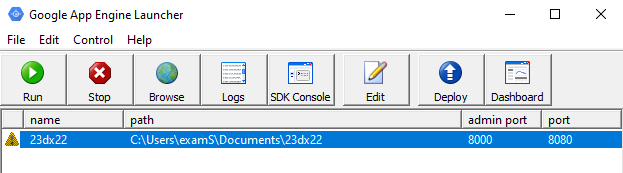 Google App Engine Launcher
File Edit Control Help
Run Stop Browse Logs SDK Console Edit Deploy Dashboard
name path admin port port
23dx22 C:\Users\examS\Documents\23dx22 8000 8080